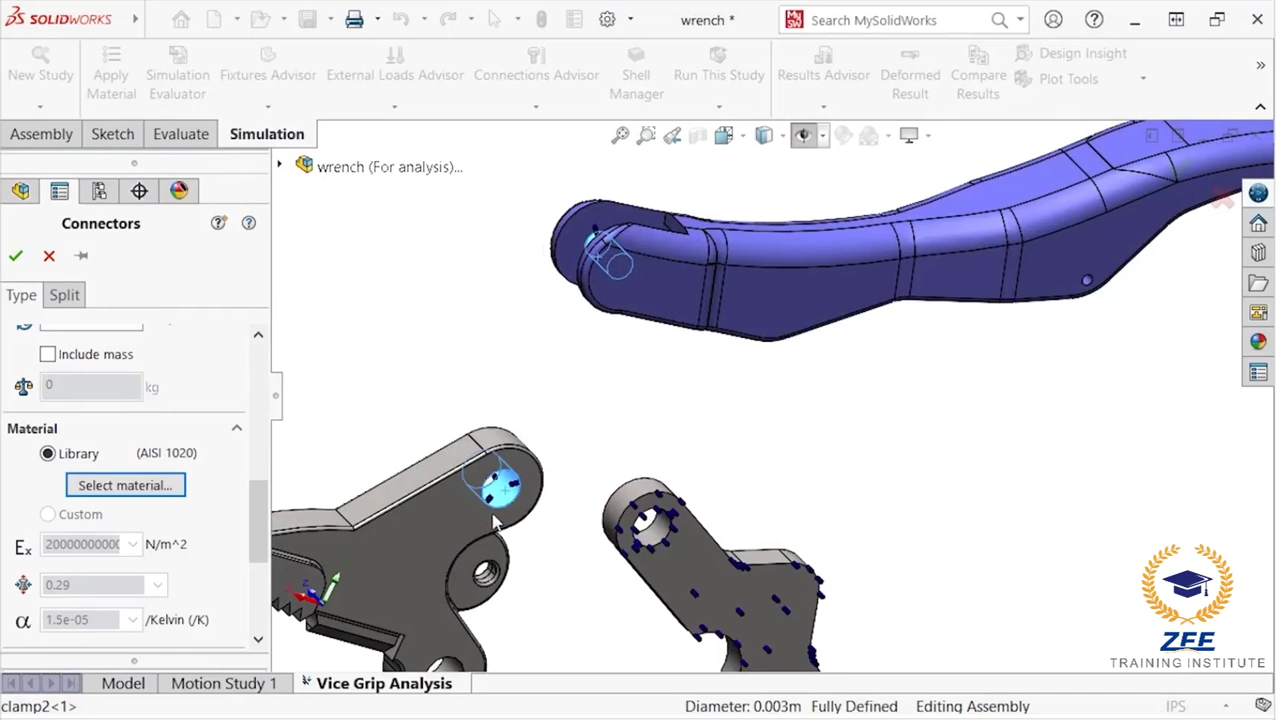 SOLIDWORKS
wrench *
Search MySolidWorks
New Study
Apply Material
Simulation Evaluator
Fixtures Advisor
External Loads Advisor
Connections Advisor
Shell Manager
Run This Study
Results Advisor
Deformed Result
Compare Results
Design Insight
Plot Tools
Assembly
Sketch
Evaluate
Simulation
wrench (For analysis)...
Connectors
Type
Split
Include mass
0
kg
Material
Library
(AISI 1020)
Select material...
Custom
Ex
20000000000
N/m^2
0.29
α
1.5e-05
/Kelvin (/K)
ZFF
TRAINING INSTITUTE
Model
Motion Study 1
Vice Grip Analysis
clamp2<1>
Diameter: 0.003m
Fully Defined
Editing Assembly
IPS